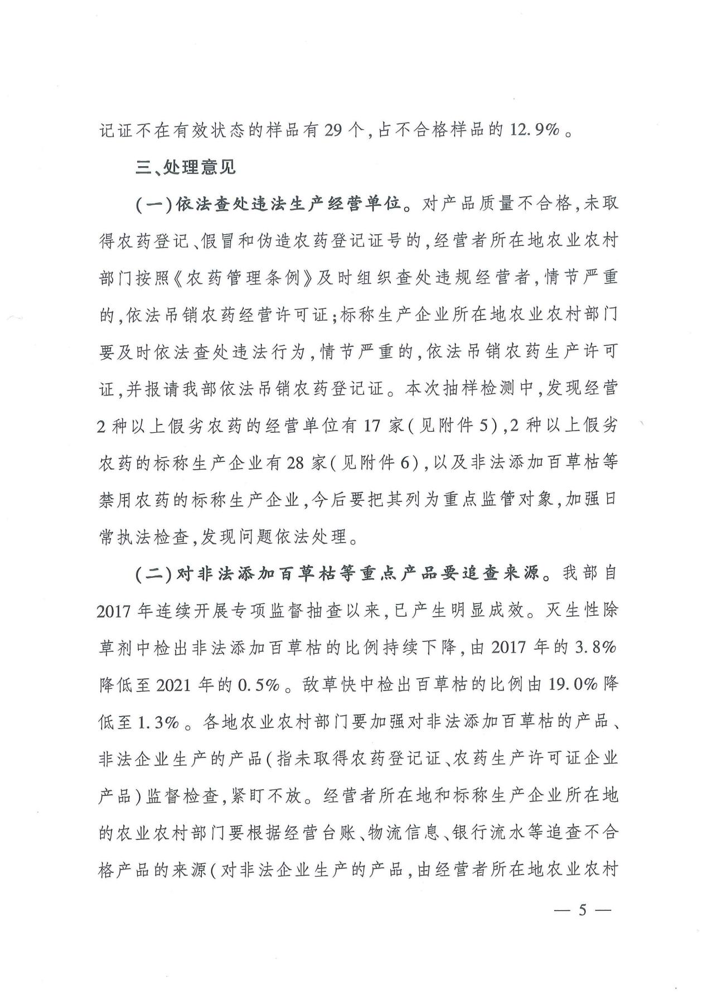 记证不在有效状态的样品有29个,占不合格样品的12.9%。
三、处理意见
(一)依法查处违法生产经营单位。对产品质量不合格,未取
得农药登记、假冒和伪造农药登记证号的,经营者所在地农业农村
部门按照《农药管理条例》及时组织查处违规经营者,情节严重
的,依法吊销农药经营许可证;标称生产企业所在地农业农村部门
要及时依法查处违法行为,情节严重的,依法吊销农药生产许可
证,并报请我部依法吊销农药登记证。本次抽样检测中,发现经营
2种以上假劣农药的经营单位有17家(见附件5),2种以上假劣
农药的标称生产企业有28家(见附件6),以及非法添加百草枯等
禁用农药的标称生产企业,今后要把其列为重点监管对象,加强日
常执法检查,发现问题依法处理。
(二)对非法添加百草枯等重点产品要追查来源。我部自
2017年连续开展专项监督抽查以来,已产生明显成效。灭生性除
草剂中检出非法添加百草枯的比例持续下降,由2017年的3.8%
降低至2021年的0.5%。敌草快中检出百草枯的比例由19.0%降
低至1.3%。各地农业农村部门要加强对非法添加百草枯的产品、
非法企业生产的产品(指未取得农药登记证、农药生产许可证企业
产品)监督检查,紧盯不放。经营者所在地和标称生产企业所在地
的农业农村部门要根据经营台账、物流信息、银行流水等追查不合
格产品的来源(对非法企业生产的产品,由经营者所在地农业农村
— 5 —